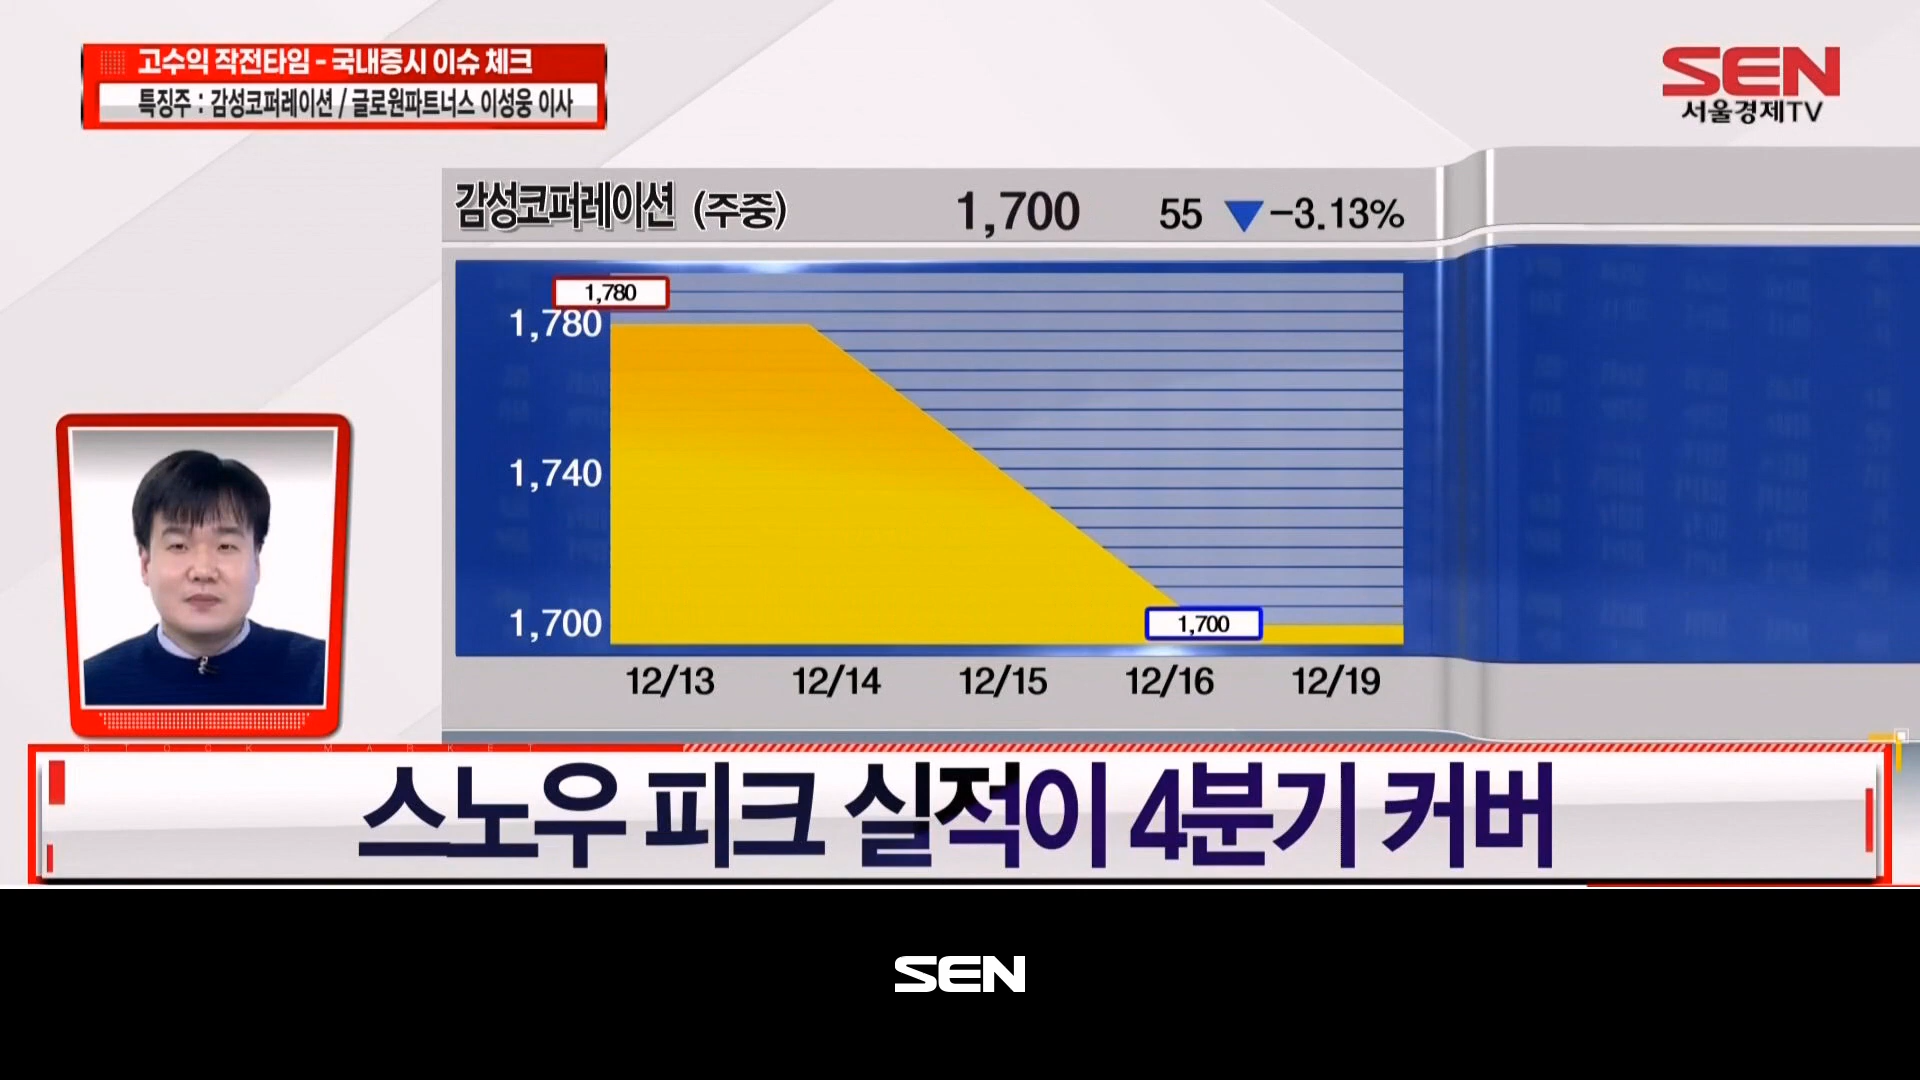 고수익 작전타임 - 국내증시 이슈 체크
특징주 : 감성코퍼레이션 / 글로원파트너스 이성웅 이사
SEN
서울경제TV
감성코퍼레이션 (주중) 1,700 55 ▼-3.13%
1,780
1,780
1,740
1,700
1,700
12/13 12/14 12/15 12/16 12/19
STOCK MARKET
스노우 피크 실적이 4분기 커버
SEN